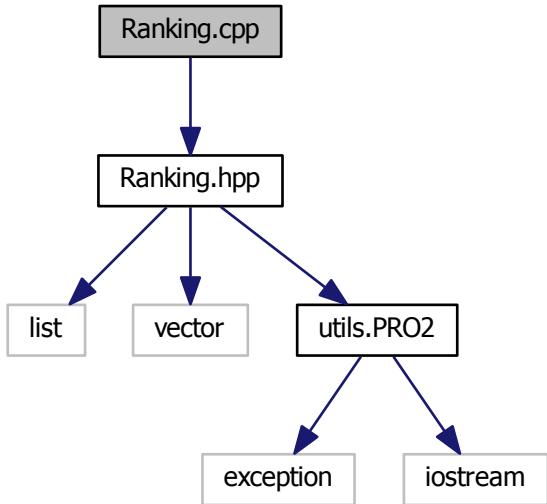 Ranking.cpp
Ranking.hpp
list
vector
utils.PRO2
exception
iostream